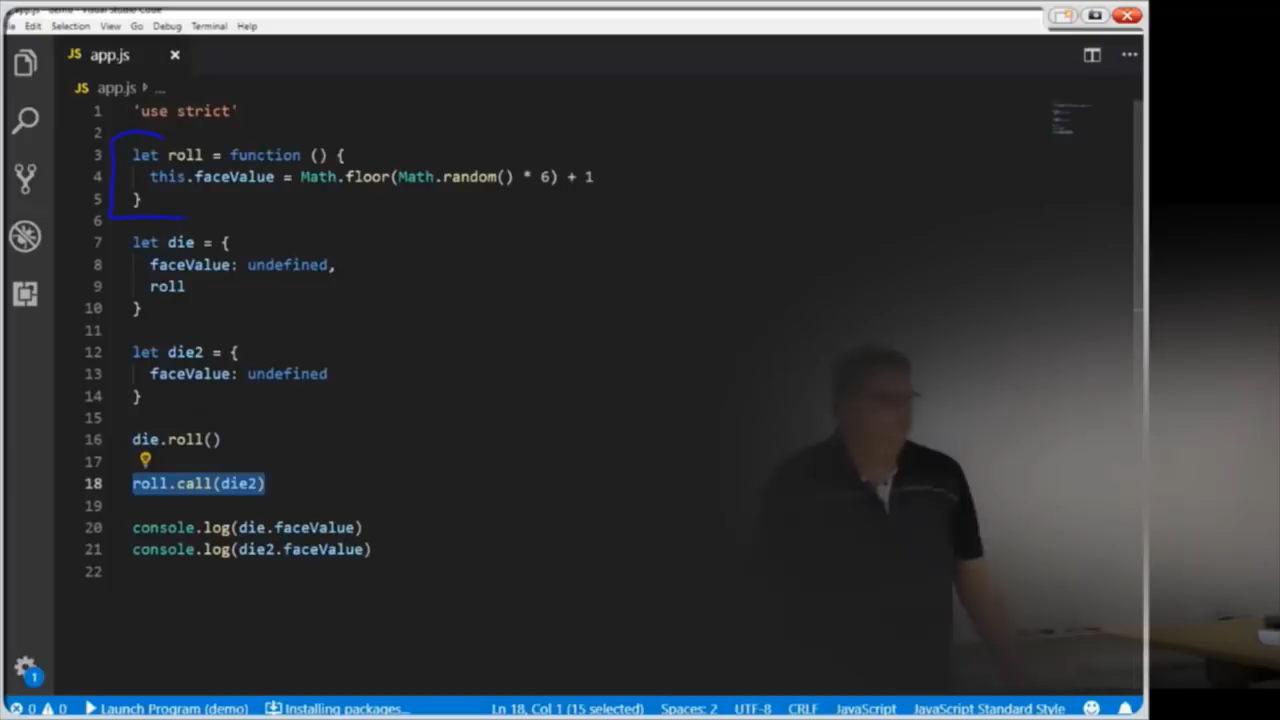 app.js - demo - Visual Studio Code
Edit Selection View Go Debug Terminal Help
JS app.js
JS app.js ...
1 'use strict'
2
3 let roll = function () {
4 this.faceValue = Math.floor(Math.random() * 6) + 1
5 }
6
7 let die = {
8 faceValue: undefined,
9 roll
10 }
11
12 let die2 = {
13 faceValue: undefined
14 }
15
16 die.roll()
17
18 roll.call(die2)
19
20 console.log(die.faceValue)
21 console.log(die2.faceValue)
22
1
0 0 Launch Program (demo) Installing packages... Ln 18, Col 1 (15 selected) Spaces: 2 UTF-8 CRLF JavaScript JavaScript Standard Style